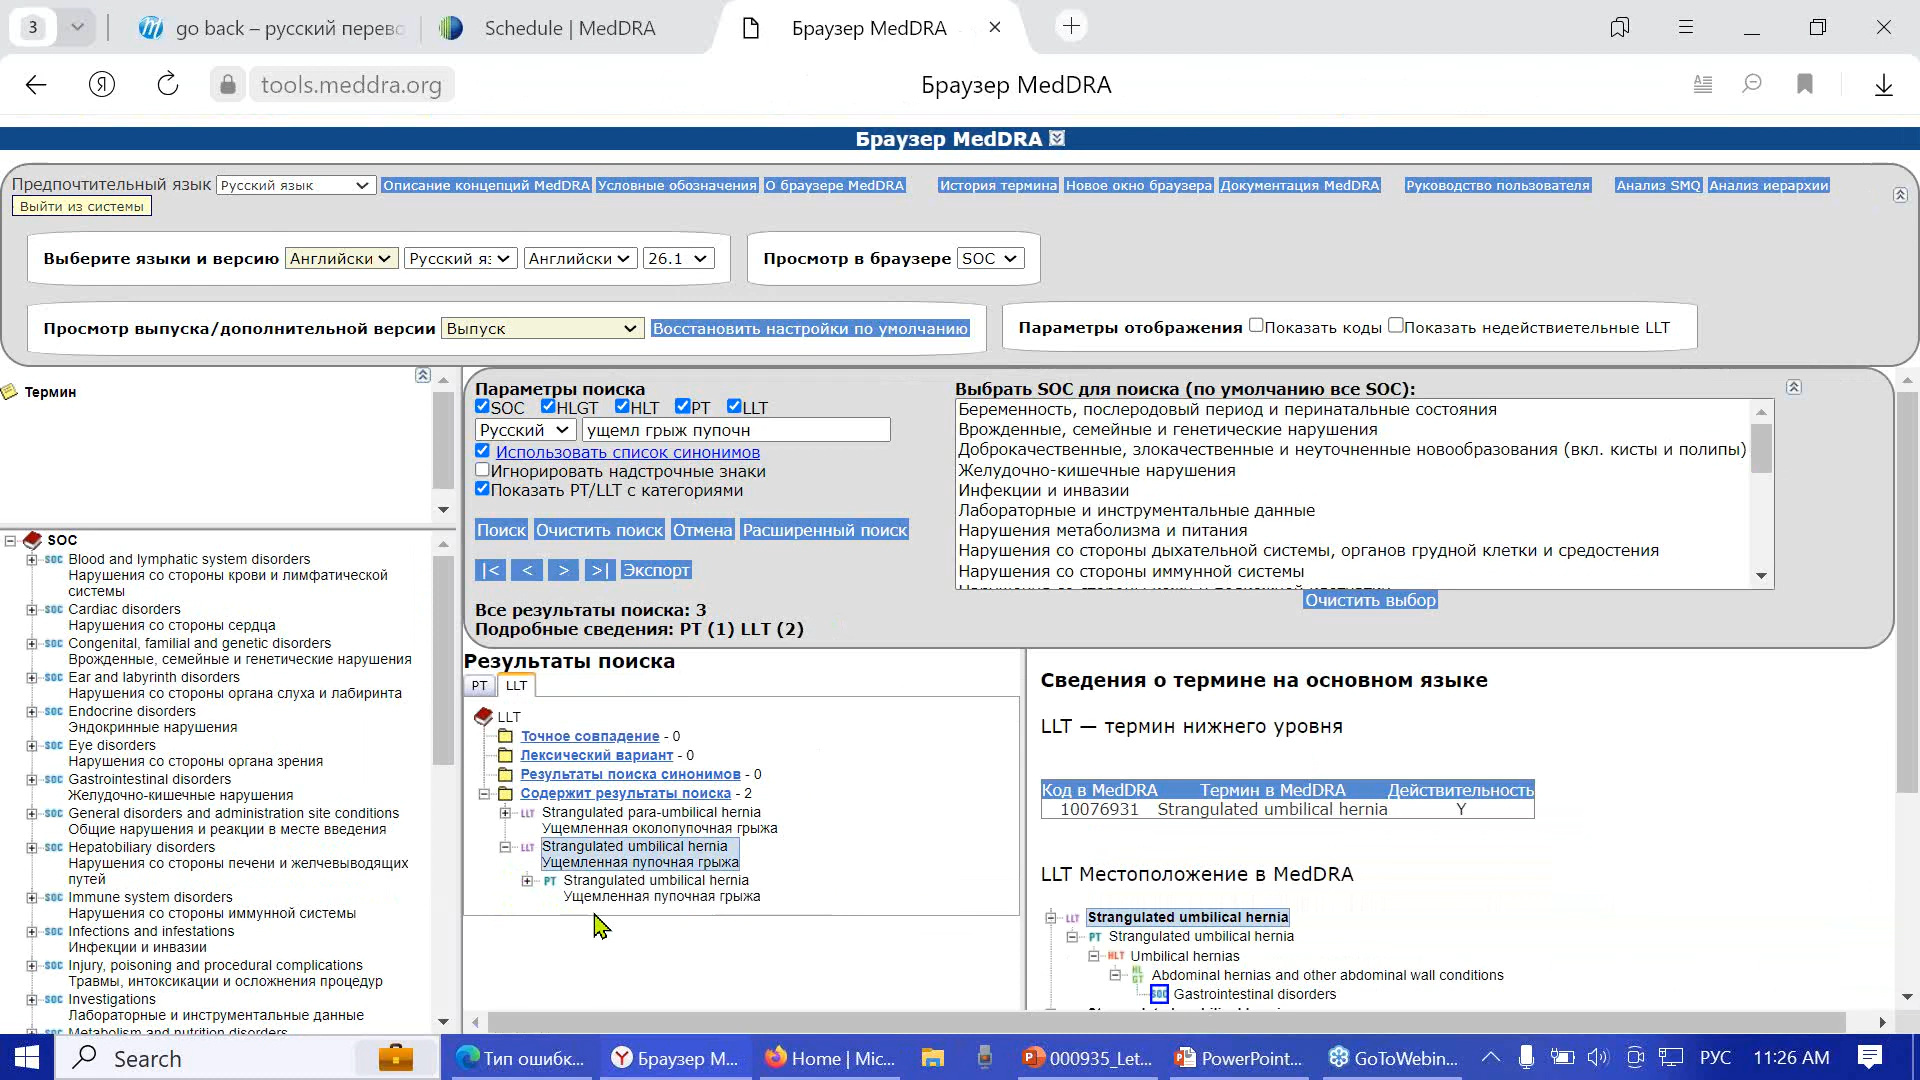 3
go back – русский перево
Schedule | MedDRA
Браузер MedDRA
tools.meddra.org
Браузер MedDRA
Браузер MedDRA
Предпочтительный язык Русский язык Описание концепций MedDRA Условные обозначения О браузере MedDRA История термина Новое окно браузера Документация MedDRA Руководство пользователя Анализ SMQ Анализ иерархии
Выйти из системы
Выберите языки и версию Английски Русский яз Английски 26.1
Просмотр в браузере SOC
Просмотр выпуска/дополнительной версии Выпуск Восстановить настройки по умолчанию
Параметры отображения Показать коды Показать недействиетельные LLT
Термин
SOC
Blood and lymphatic system disorders
Нарушения со стороны крови и лимфатической
системы
Cardiac disorders
Нарушения со стороны сердца
Congenital, familial and genetic disorders
Врожденные, семейные и генетические нарушения
Ear and labyrinth disorders
Нарушения со стороны органа слуха и лабиринта
Endocrine disorders
Эндокринные нарушения
Eye disorders
Нарушения со стороны органа зрения
Gastrointestinal disorders
Желудочно-кишечные нарушения
General disorders and administration site conditions
Общие нарушения и реакции в месте введения
Hepatobiliary disorders
Нарушения со стороны печени и желчевыводящих
путей
Immune system disorders
Нарушения со стороны иммунной системы
Infections and infestations
Инфекции и инвазии
Injury, poisoning and procedural complications
Травмы, интоксикации и осложнения процедур
Investigations
Лабораторные и инструментальные данные
Metabolism and nutrition disorders
Параметры поиска
SOC HLGT HLT PT LLT
Русский ущемл грыж пупочн
Использовать список синонимов
Игнорировать надстрочные знаки
Показать PT/LLT с категориями
Поиск Очистить поиск Отмена Расширенный поиск
|< < > >| Экспорт
Все результаты поиска: 3
Подробные сведения: PT (1) LLT (2)
Выбрать SOC для поиска (по умолчанию все SOC):
Беременность, послеродовый период и перинатальные состояния
Врожденные, семейные и генетические нарушения
Доброкачественные, злокачественные и неуточненные новообразования (вкл. кисты и полипы)
Желудочно-кишечные нарушения
Инфекции и инвазии
Лабораторные и инструментальные данные
Нарушения метаболизма и питания
Нарушения со стороны дыхательной системы, органов грудной клетки и средостения
Нарушения со стороны иммунной системы
Очистить выбор
Результаты поиска
PT LLT
LLT
Точное совпадение - 0
Лексический вариант - 0
Результаты поиска синонимов - 0
Содержит результаты поиска - 2
LLT Strangulated para-umbilical hernia
Ущемленная околопупочная грыжа
LLT Strangulated umbilical hernia
Ущемленная пупочная грыжа
PT Strangulated umbilical hernia
Ущемленная пупочная грыжа
Сведения о термине на основном языке
LLT — термин нижнего уровня
Код в MedDRA Термин в MedDRA Действительность
10076931 Strangulated umbilical hernia Y
LLT Местоположение в MedDRA
LLT Strangulated umbilical hernia
PT Strangulated umbilical hernia
HLT Umbilical hernias
HLGT Abdominal hernias and other abdominal wall conditions
SOC Gastrointestinal disorders
Search
Тип ошибк...
Браузер М...
Home | Mic...
000935_Let...
PowerPoint...
GoToWebin...
РУС
11:26 AM